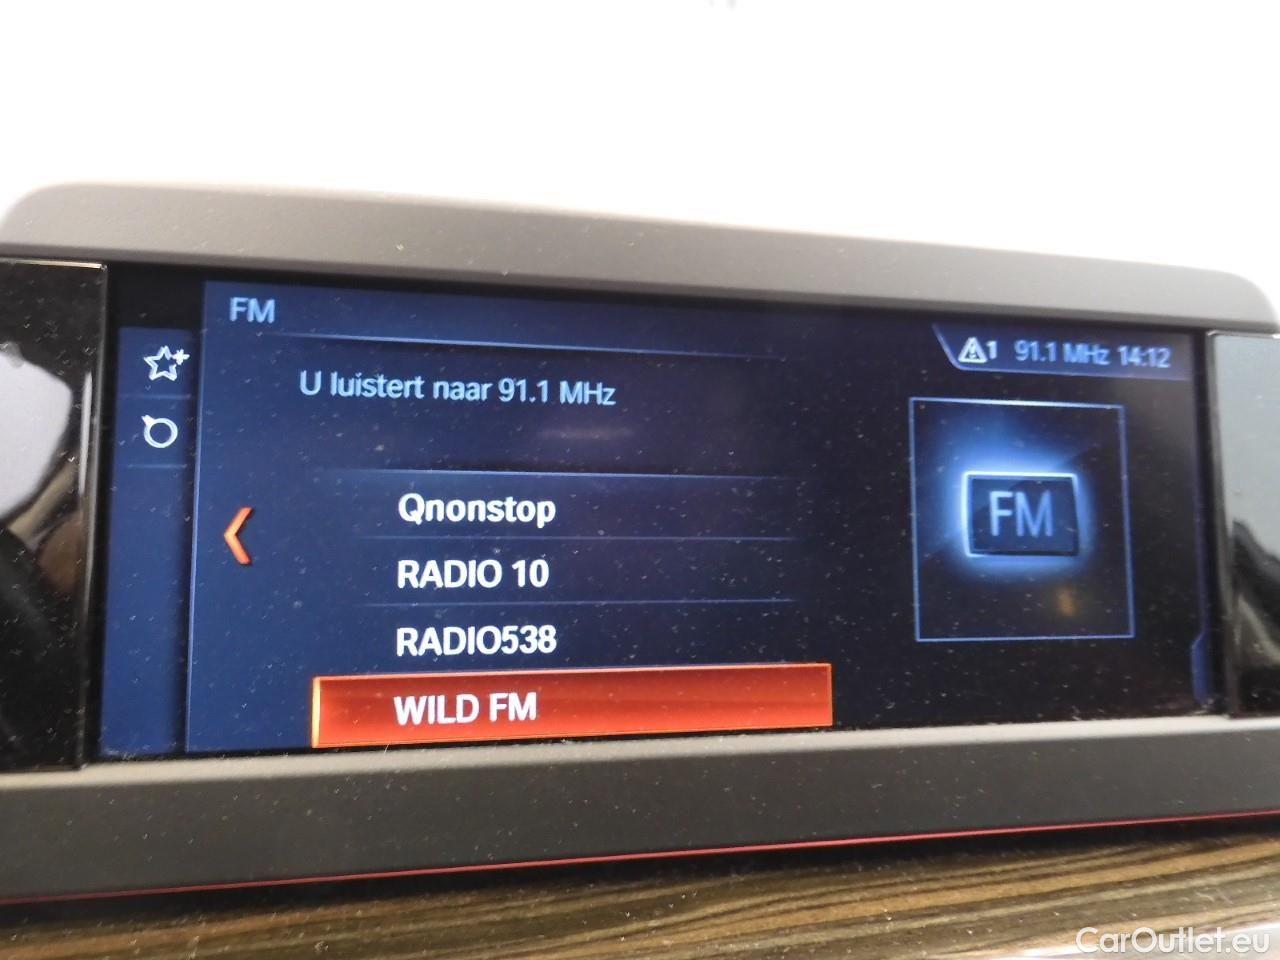 FM
1 91.1 MHz 14:12
U luistert naar 91.1 MHz
Qnonstop
RADIO 10
RADIO538
WILD FM
FM
CarOutlet.eu